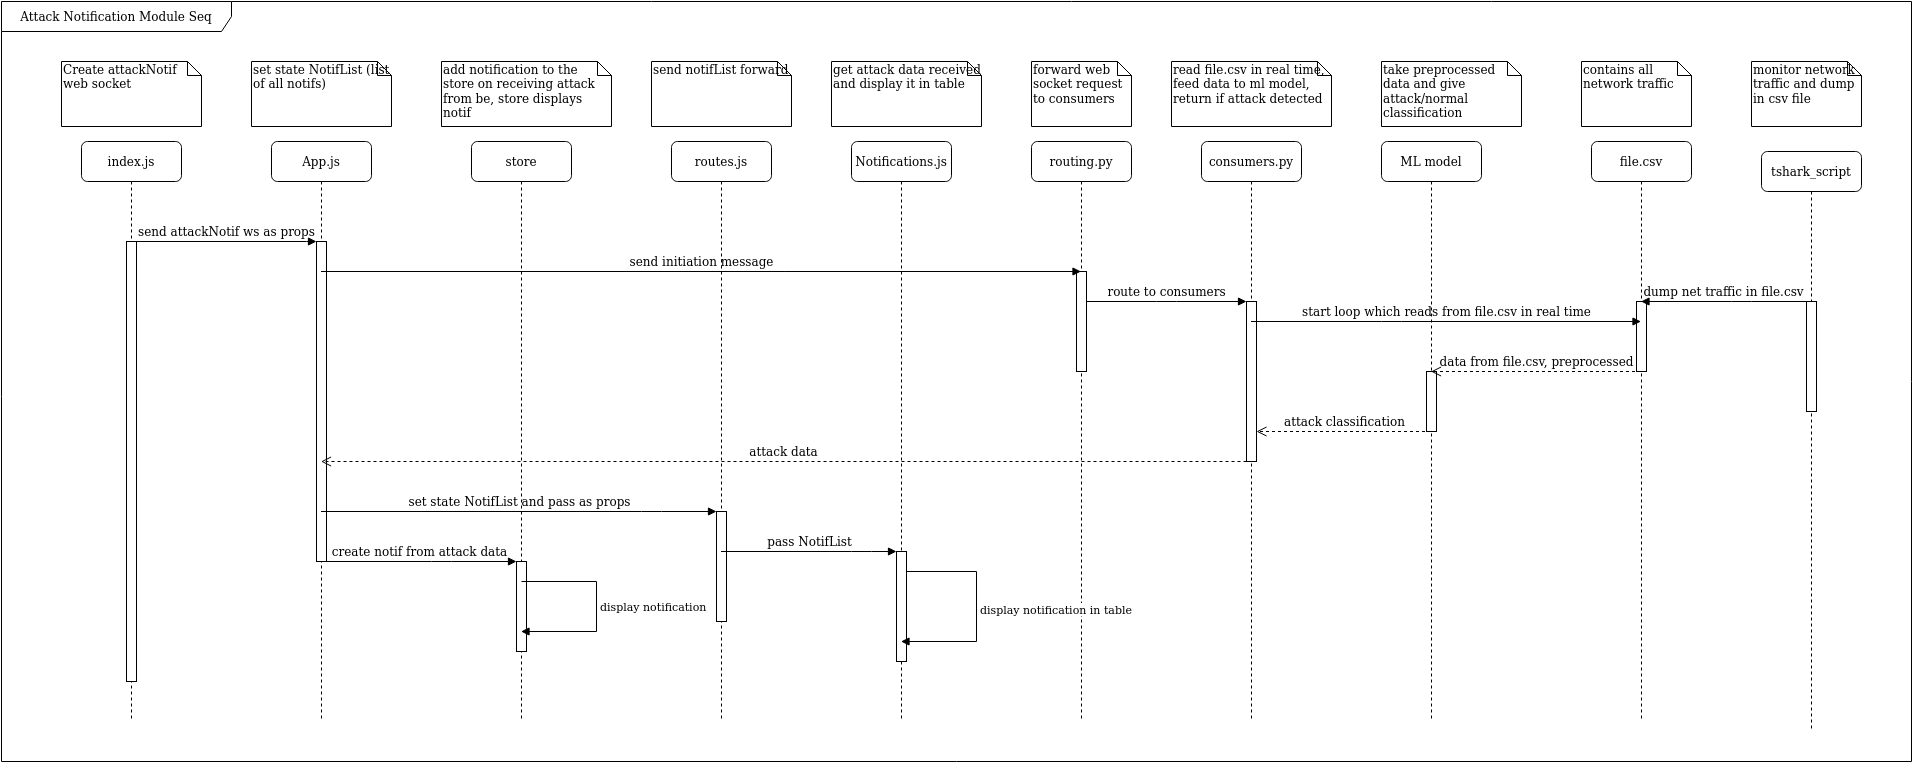 Attack Notification Module Seq
Create attackNotif
web socket
set state NotifList (list
of all notifs)
add notification to the
store on receiving attack
from be, store displays
notif
send notifList forward
get attack data received
and display it in table
forward web
socket request
to consumers
read file.csv in real time,
feed data to ml model,
return if attack detected
take preprocessed
data and give
attack/normal
classification
contains all
network traffic
monitor network
traffic and dump
in csv file
index.js
App.js
store
routes.js
Notifications.js
routing.py
consumers.py
ML model
file.csv
tshark_script
send attackNotif ws as props
send initiation message
route to consumers
dump net traffic in file.csv
start loop which reads from file.csv in real time
data from file.csv, preprocessed
attack classification
attack data
set state NotifList and pass as props
pass NotifList
create notif from attack data
display notification
display notification in table